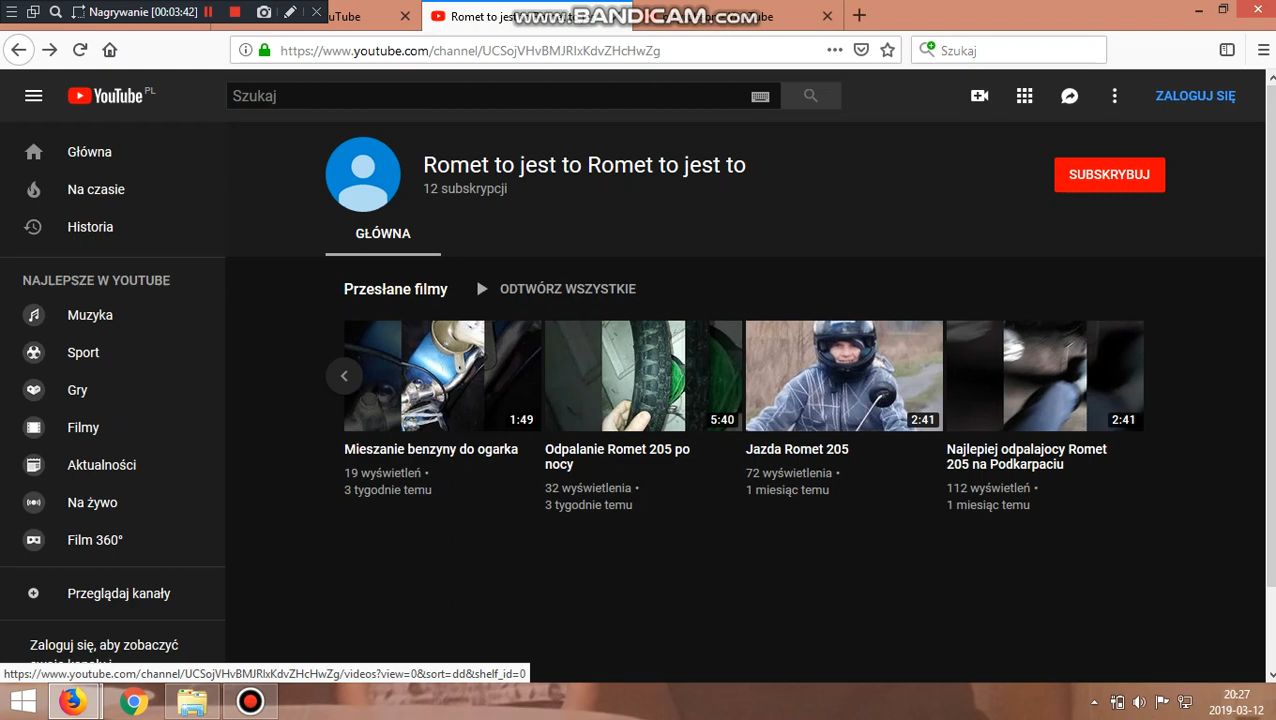 Nagrywanie [00:03:42]
www.BANDICAM.com
uTube
Romet to jest
Tube
https://www.youtube.com/channel/UCSojVHvBMJRIxKdvZHcHwZg
Szukaj
YouTube PL
Szukaj
ZALOGUJ SIĘ
Główna
Na czasie
Historia
NAJLEPSZE W YOUTUBE
Muzyka
Sport
Gry
Filmy
Aktualności
Na żywo
Film 360°
Przeglądaj kanały
Zaloguj się, aby zobaczyć
Romet to jest to Romet to jest to
12 subskrypcji
SUBSKRYBUJ
GŁÓWNA
Przesłane filmy
ODTWÓRZ WSZYSTKIE
1:49
Mieszanie benzyny do ogarka
19 wyświetleń •
3 tygodnie temu
5:40
Odpalanie Romet 205 po
nocy
32 wyświetlenia •
3 tygodnie temu
2:41
Jazda Romet 205
72 wyświetlenia •
1 miesiąc temu
2:41
Najlepiej odpalajocy Romet
205 na Podkarpaciu
112 wyświetleń •
1 miesiąc temu
https://www.youtube.com/channel/UCSojVHvBMJRIxKdvZHcHwZg/videos?view=0&sort=dd&shelf_id=0
20:27
2019-03-12